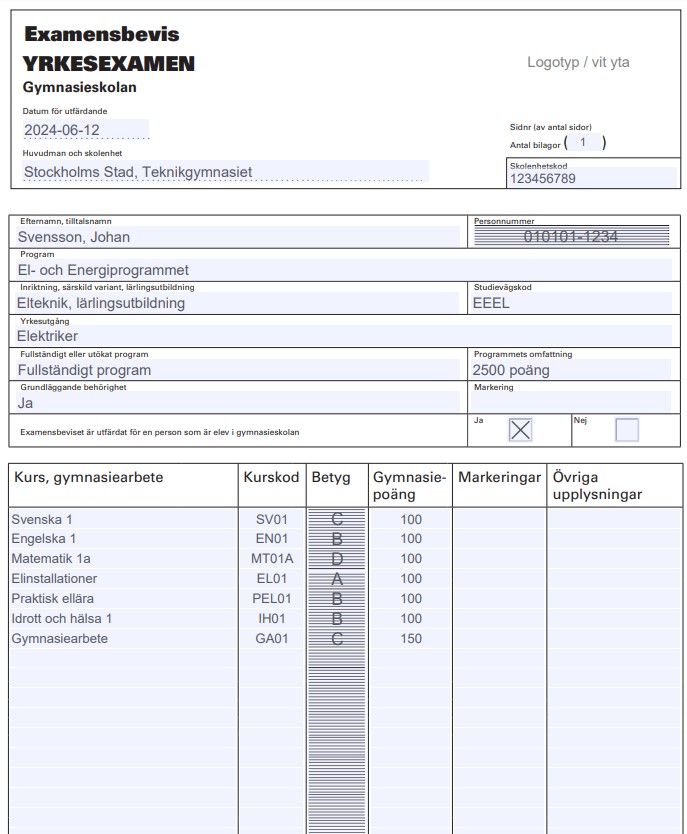 Examensbevis
YRKESEXAMEN
Logotyp / vit yta
Gymnasieskolan
Datum för utfärdande
2024-06-12
Sidnr (av antal sidor)
Antal bilagor ( 1 )
Huvudman och skolenhet
Stockholms Stad, Teknikgymnasiet
Skolenhetskod
123456789
Efternamn, tilltalsnamn
Personnummer
Svensson, Johan
010101-1234
Program
El- och Energiprogrammet
Inriktning, särskild variant, lärlingsutbildning
Studievägskod
Elteknik, lärlingsutbildning
EEEL
Yrkesutgång
Elektriker
Fullständigt eller utökat program
Programmets omfattning
Fullständigt program
2500 poäng
Grundläggande behörighet
Markering
Ja
Examensbeviset är utfärdat för en person som är elev i gymnasieskolan
Ja
Nej
Kurs, gymnasiearbete Kurskod Betyg Gymnasie-poäng Markeringar Övriga upplysningar
Svenska 1 SV01 C 100
Engelska 1 EN01 B 100
Matematik 1a MT01A D 100
Elinstallationer EL01 A 100
Praktisk ellära PEL01 B 100
Idrott och hälsa 1 IH01 B 100
Gymnasiearbete GA01 C 150